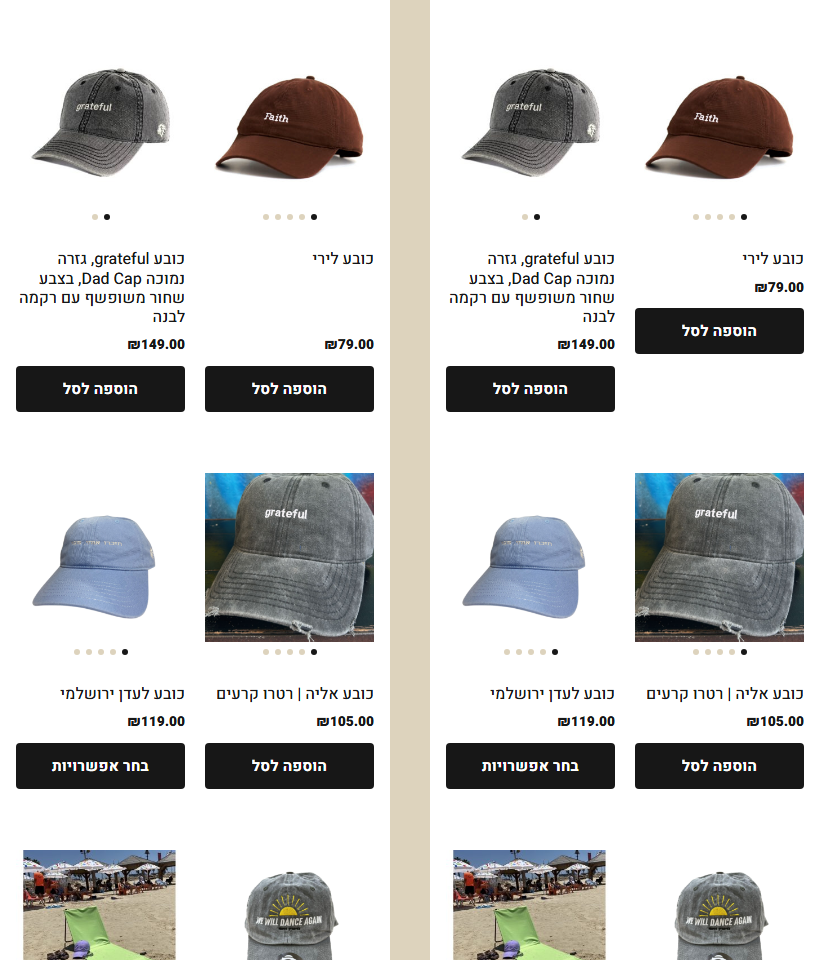 Faith
grateful
כובע לירי
כובע grateful, גזרה
נמוכה Dad Cap, בצבע
שחור משופשף עם רקמה
לבנה
₪79.00
₪149.00
הוספה לסל
הוספה לסל
grateful
כובע אליה | רטרו קרעים
כובע לעדן ירושלמי
₪105.00
₪119.00
הוספה לסל
בחר אפשרויות
WE WILL DANCE AGAIN
Faith
grateful
כובע לירי
כובע grateful, גזרה
נמוכה Dad Cap, בצבע
שחור משופשף עם רקמה
לבנה
₪79.00
₪149.00
הוספה לסל
הוספה לסל
grateful
כובע אליה | רטרו קרעים
כובע לעדן ירושלמי
₪105.00
₪119.00
הוספה לסל
בחר אפשרויות
WE WILL DANCE AGAIN